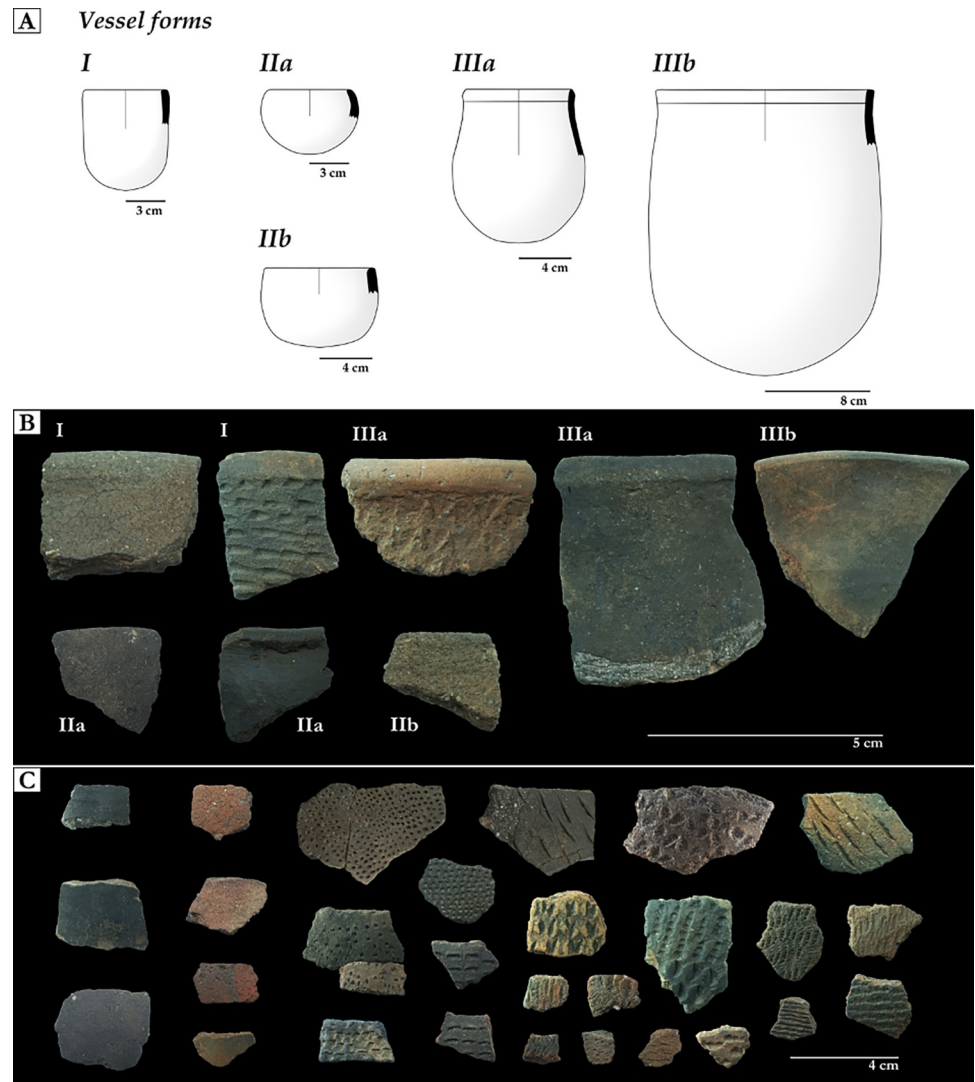 A Vessel forms
I IIa IIIa IIIb
3 cm
3 cm
IIb
4 cm
4 cm
8 cm
B
I I IIIa IIIa IIIb
IIa IIa IIb
5 cm
C
4 cm